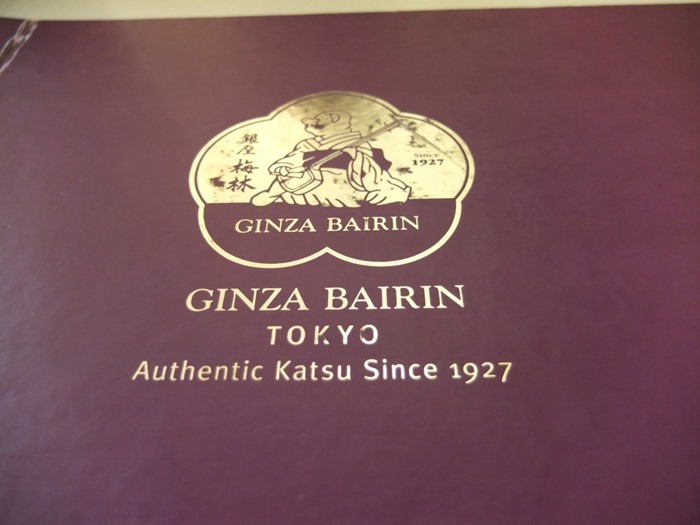 銀座
梅林
Since
1927
GINZA BAIRIN
GINZA BAIRIN
TOKYO
Authentic Katsu Since 1927